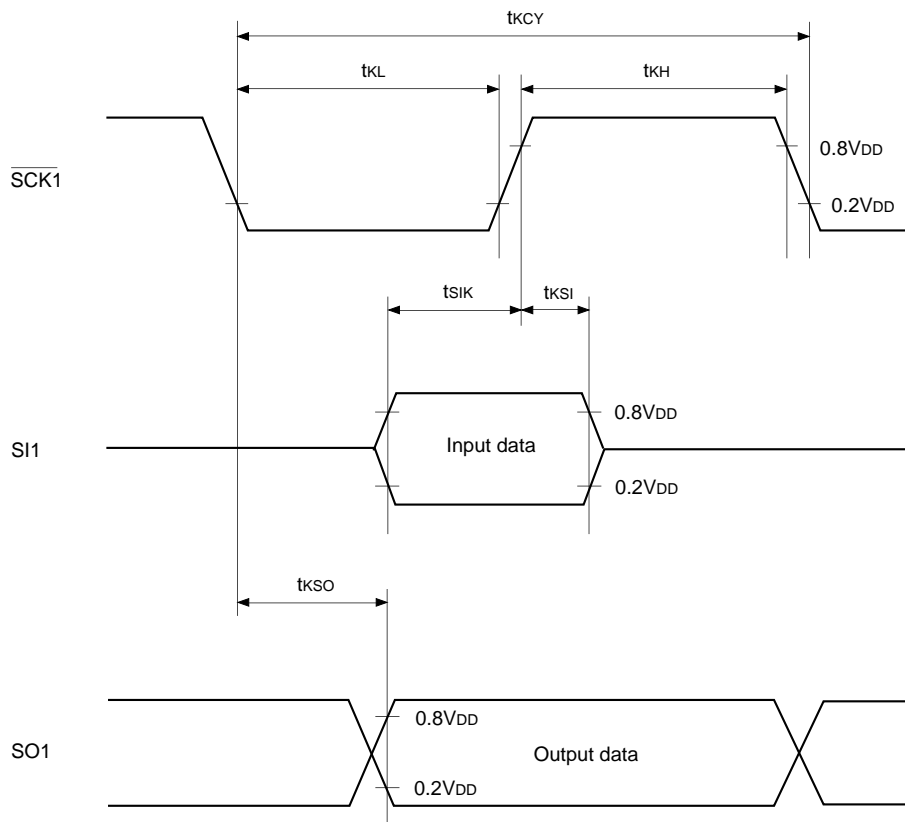 tKCY
tKL
tKH
SCK1
0.8VDD
0.2VDD
tSIK
tKSI
SI1
Input data
0.8VDD
0.2VDD
tKSO
SO1
0.8VDD
Output data
0.2VDD